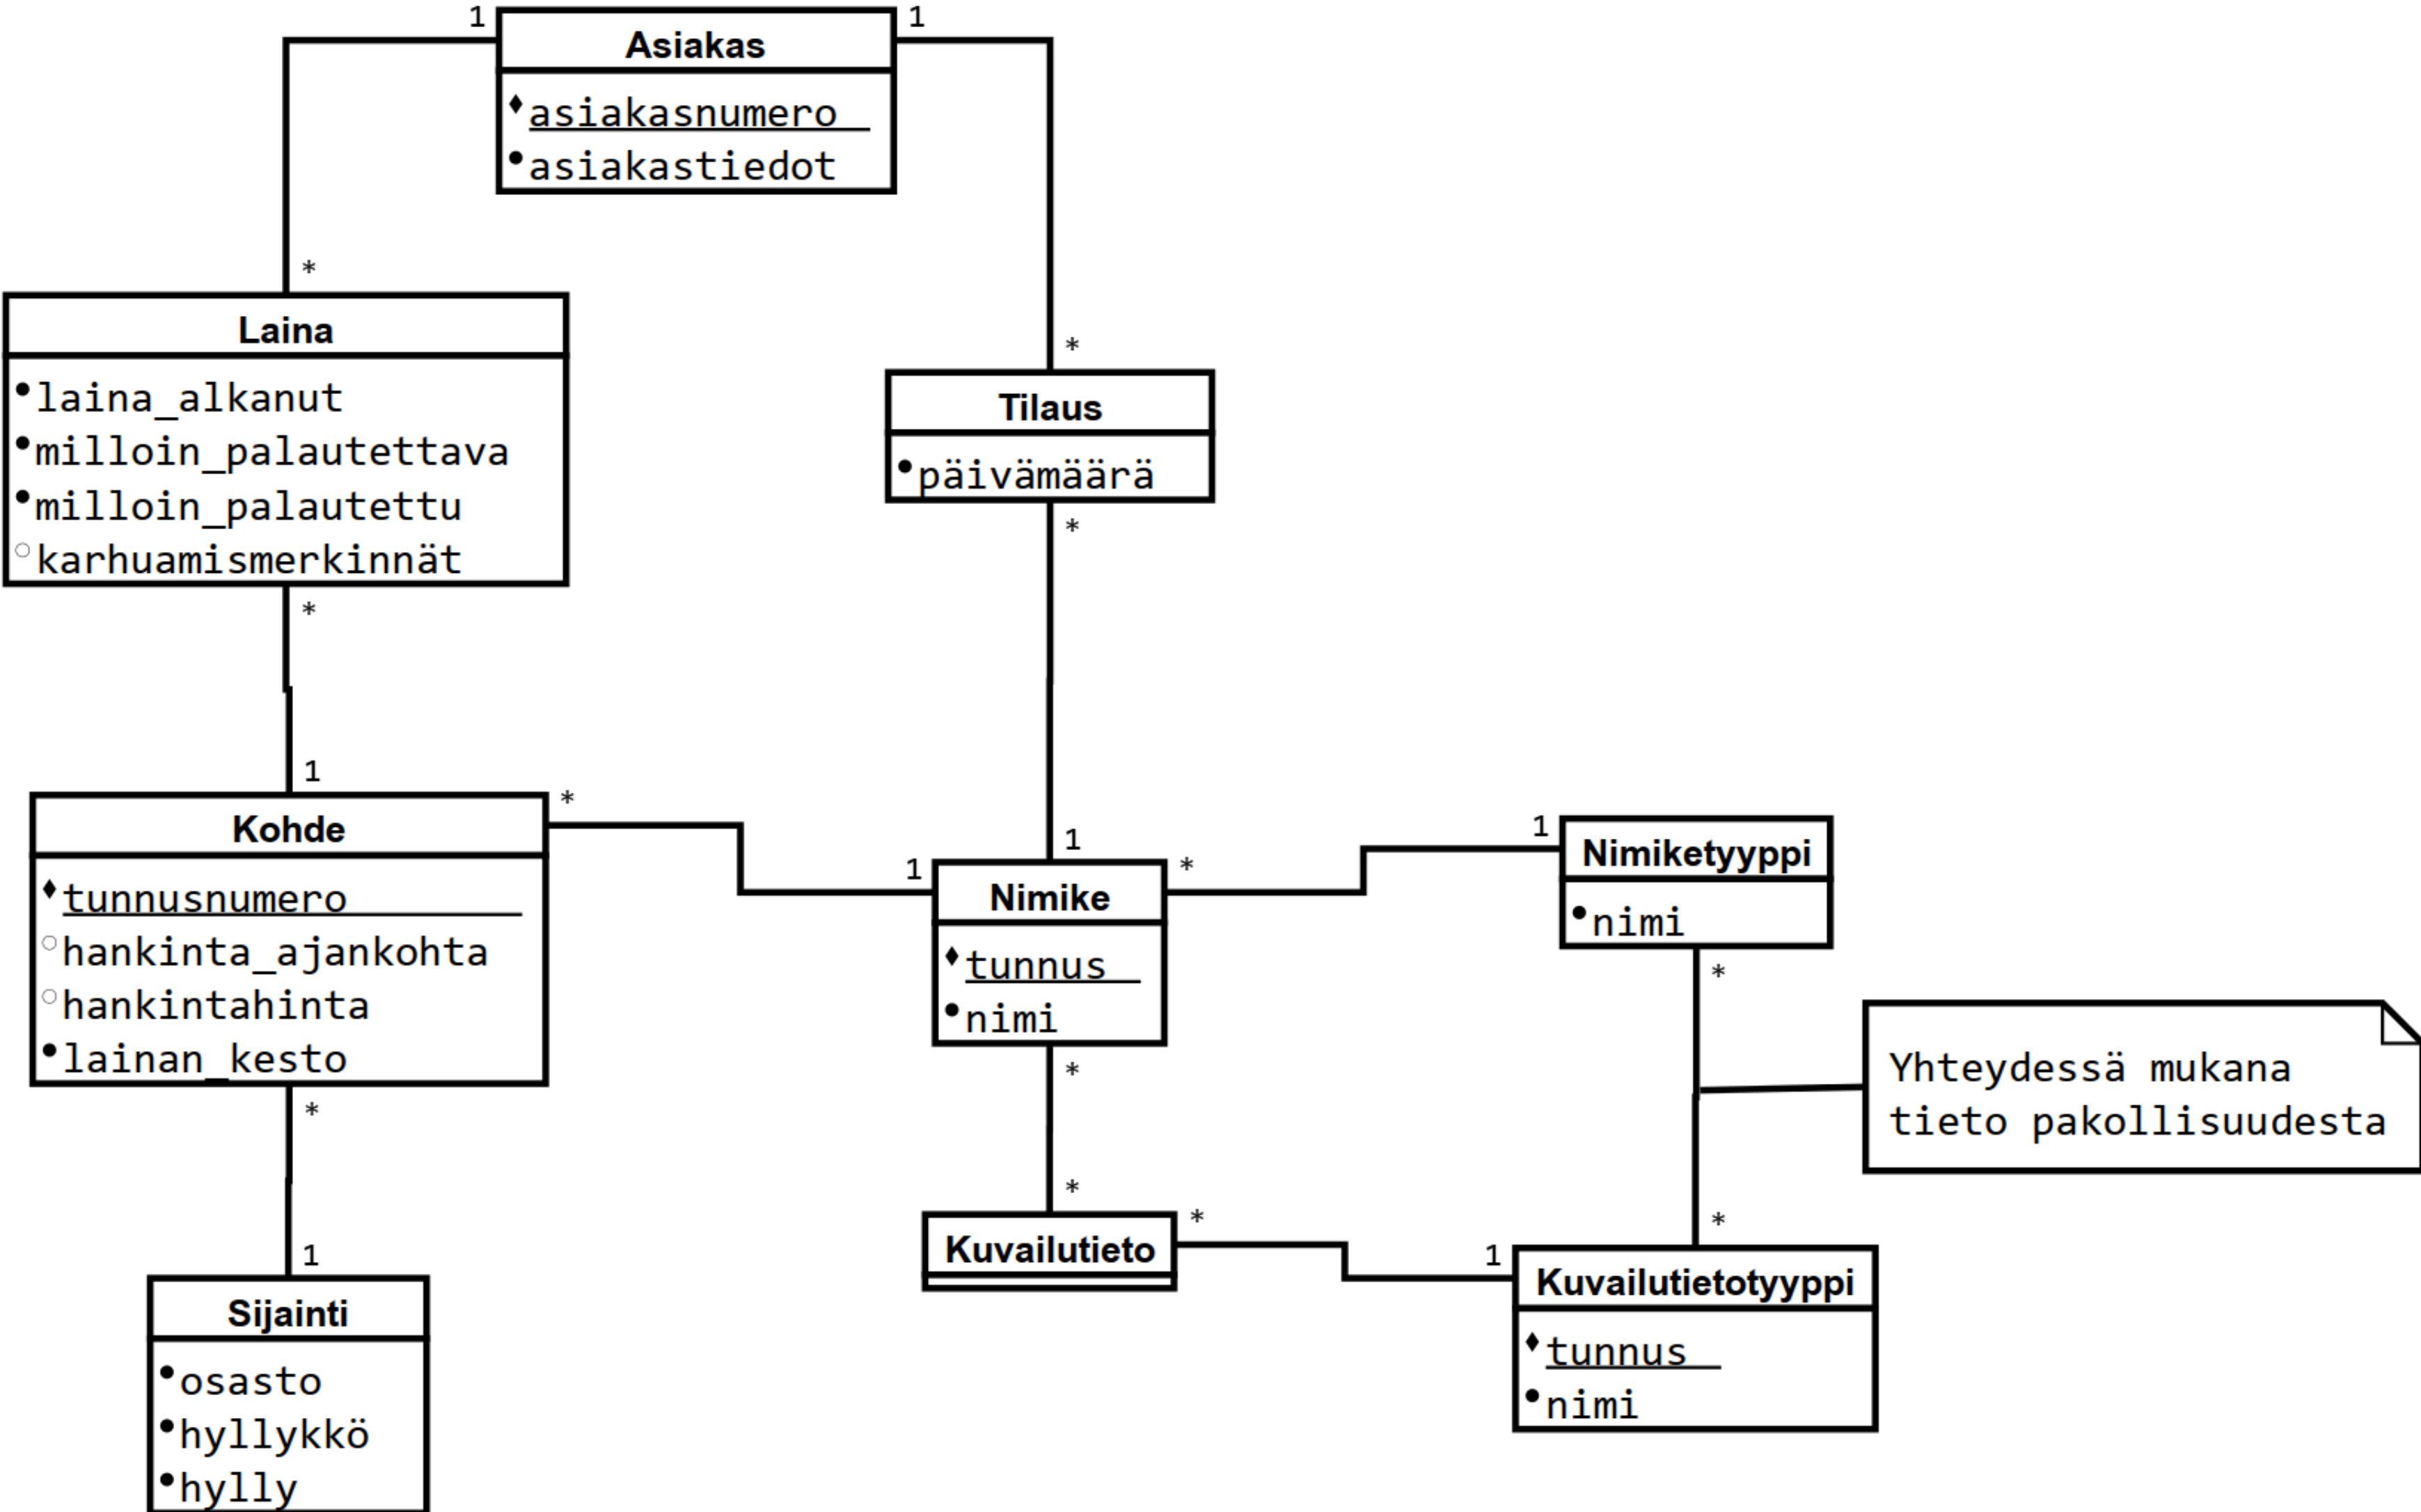 1
1
Asiakas
asiakasnumero
asiakastiedot
*
Laina
laina_alkanut
milloin_palautettava
milloin_palautettu
karhuamismerkinnät
*
*
Tilaus
päivämäärä
*
1
*
Kohde
tunnusnumero
hankinta_ajankohta
hankintahinta
lainan_kesto
*
1
1
*
Nimike
tunnus
nimi
*
1
Nimiketyyppi
nimi
*
Yhteydessä mukana
tieto pakollisuudesta
*
*
Kuvailutieto
*
1
Kuvailutietotyyppi
tunnus
nimi
1
Sijainti
osasto
hyllykkö
hylly